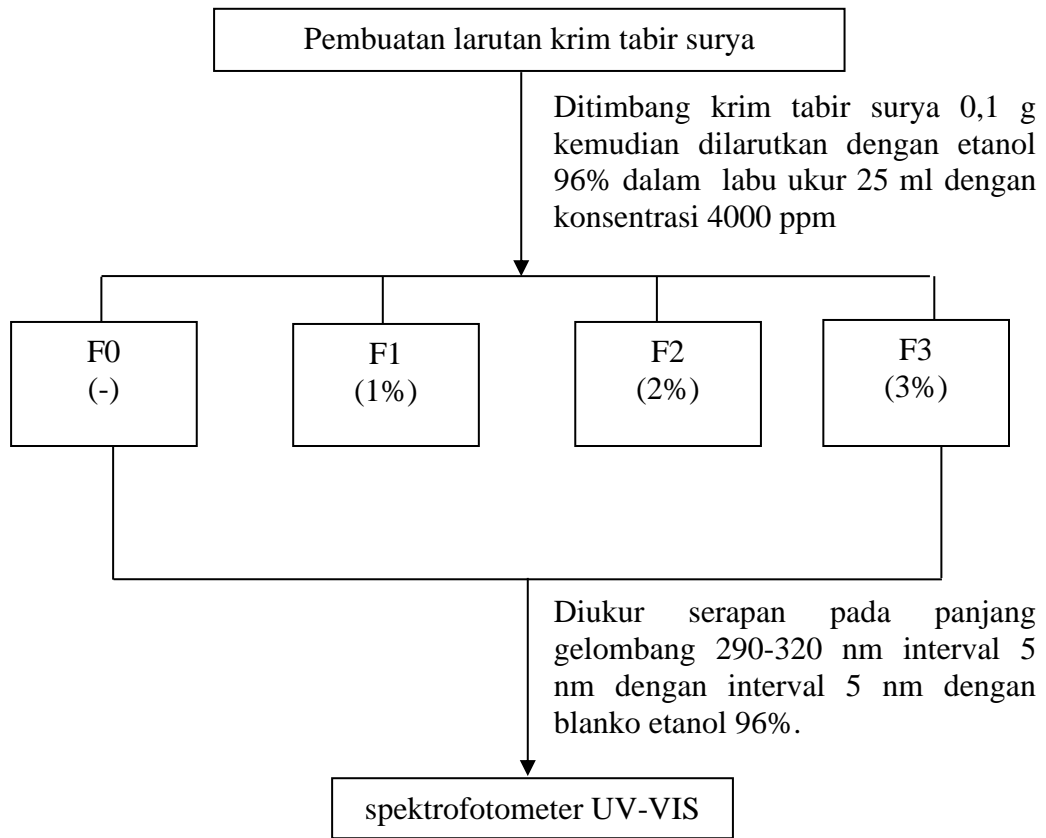 Pembuatan larutan krim tabir surya
Ditimbang krim tabir surya 0,1 g
kemudian dilarutkan dengan etanol
96% dalam labu ukur 25 ml dengan
konsentrasi 4000 ppm
F0
(-)
F1
(1%)
F2
(2%)
F3
(3%)
Diukur serapan pada panjang
gelombang 290-320 nm interval 5
nm dengan interval 5 nm dengan
blanko etanol 96%.
spektrofotometer UV-VIS